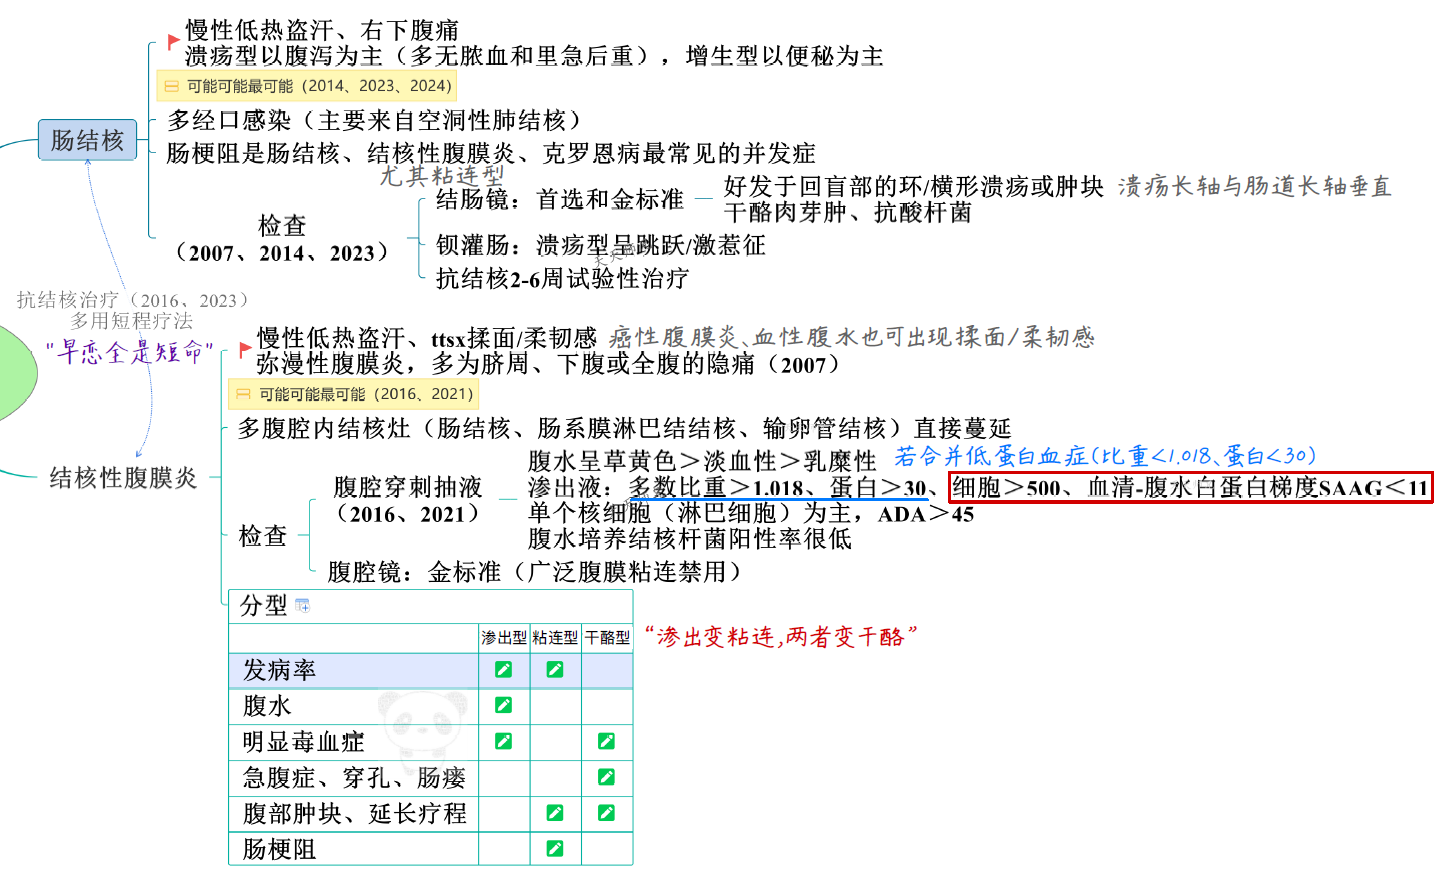 慢性低热盗汗、右下腹痛
溃疡型以腹泻为主（多无脓血和里急后重），增生型以便秘为主
可能可能最可能（2014、2023、2024）
肠结核
多经口感染（主要来自空洞性肺结核）
肠梗阻是肠结核、结核性腹膜炎、克罗恩病最常见的并发症
尤其粘连型
检查
（2007、2014、2023）
结肠镜：首选和金标准
好发于回盲部的环/横形溃疡或肿块 溃疡长轴与肠道长轴垂直
干酪肉芽肿、抗酸杆菌
钡灌肠：溃疡型呈跳跃/激惹征
抗结核2-6周试验性治疗
抗结核治疗（2016、2023）
多用短程疗法
"早恋全是短命"
慢性低热盗汗、ttsx揉面/柔韧感 癌性腹膜炎、血性腹水也可出现揉面/柔韧感
弥漫性腹膜炎，多为脐周、下腹或全腹的隐痛（2007）
可能可能最可能（2016、2021）
多腹腔内结核灶（肠结核、肠系膜淋巴结结核、输卵管结核）直接蔓延
结核性腹膜炎
检查
腹腔穿刺抽液
（2016、2021）
腹水呈草黄色＞淡血性＞乳糜性 若合并低蛋白血症(比重<1.018、蛋白<30)
渗出液：多数比重＞1.018、蛋白＞30、细胞＞500、血清-腹水白蛋白梯度SAAG＜11
单个核细胞（淋巴细胞）为主，ADA＞45
腹水培养结核杆菌阳性率很低
腹腔镜：金标准（广泛腹膜粘连禁用）
分型
渗出型 粘连型 干酪型
“渗出变粘连,两者变干酪”
发病率
腹水
明显毒血症
急腹症、穿孔、肠瘘
腹部肿块、延长疗程
肠梗阻